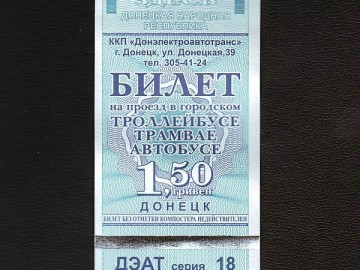 ДОНЕЦКАЯ НАРОДНАЯ
РЕСПУБЛИКА
ККП «Донэлектроавтотранс»
г. Донецк, ул. Донецкая,39
тел. 305-41-24
БИЛЕТ
на проезд в городском
ТРОЛЛЕЙБУСЕ
ТРАМВАЕ
АВТОБУСЕ
1,50
гривен
ДОНЕЦК
БИЛЕТ БЕЗ ОТМЕТКИ КОМПОСТЕРА НЕДЕЙСТВИТЕЛЕН
ДЭАТ серия 18